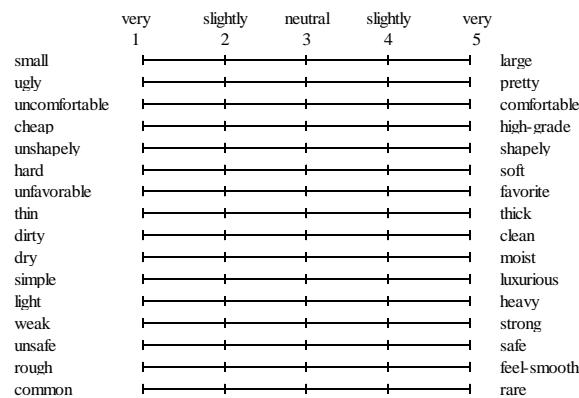 very slightly neutral slightly very
1 2 3 4 5
small large
ugly pretty
uncomfortable comfortable
cheap high-grade
unshapely shapely
hard soft
unfavorable favorite
thin thick
dirty clean
dry moist
simple luxurious
light heavy
weak strong
unsafe safe
rough feel-smooth
common rare